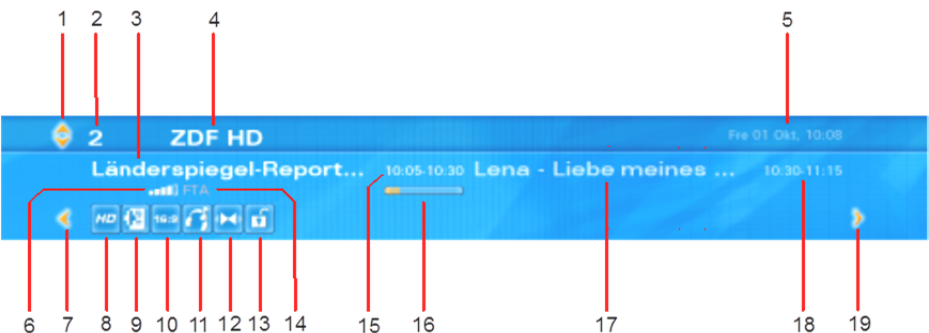 1 2 3 4 5
2 ZDF HD Fre 01 Okt, 10:08
Länderspiegel-Report... 10:05-10:30 Lena - Liebe meines ... 10:30-11:15
FTA
HD 16:9
6 7 8 9 10 11 12 13 14 15 16 17 18 19